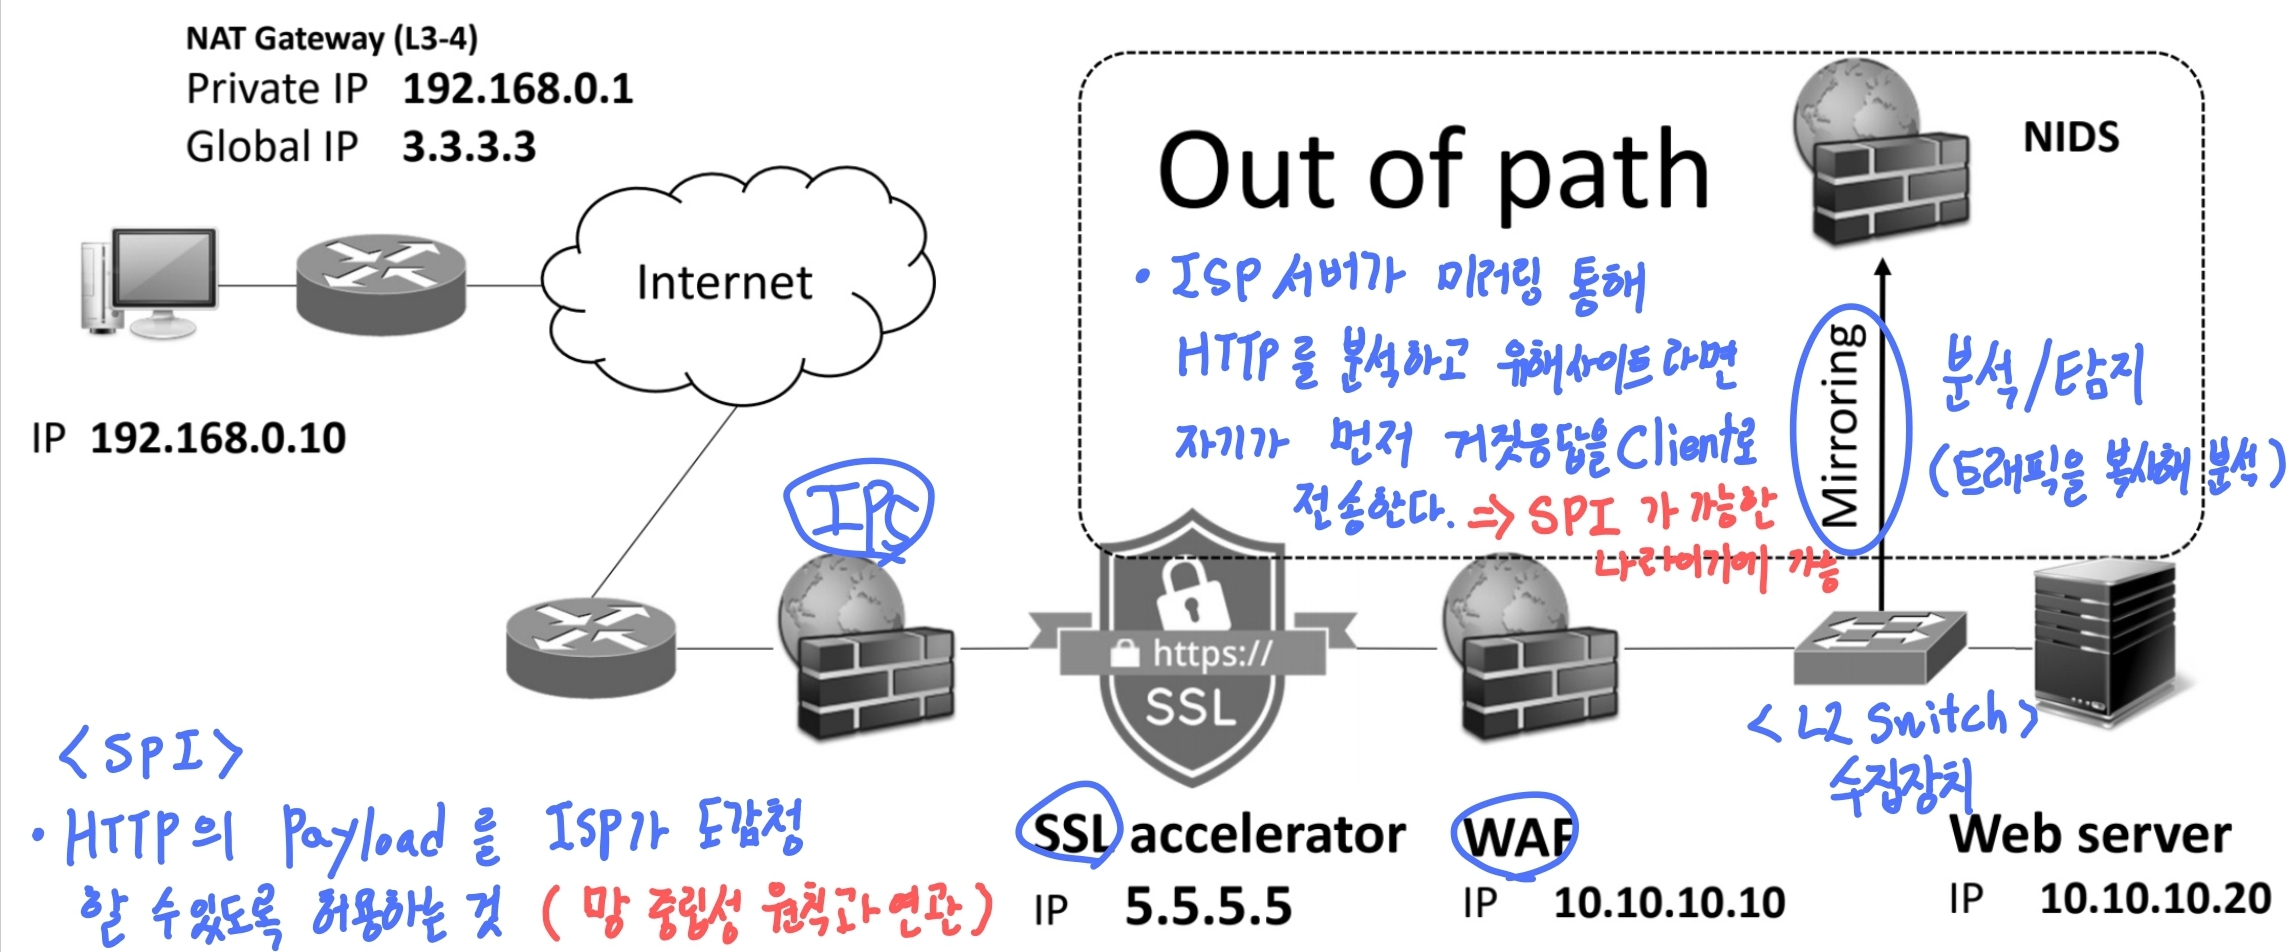 NAT Gateway (L3-4)
Private IP 192.168.0.1
Global IP 3.3.3.3
Internet
IP 192.168.0.10
Out of path
NIDS
• ISP 서버가 미러링 통해
HTTP를 분석하고 유해사이트라면
자기가 먼저 거짓응답을 Client로
전송한다. => SPI 가 가능한
나라이기에 가능
Mirroring
분석/탐지
(트래픽을 복사해 분석)
IPS
https://
SSL
<L2 Switch>
수집장치
<SPI>
• HTTP의 Payload를 ISP가 도감청
할 수 있도록 허용하는 것 (망 중립성 원칙과 연관)
SSL accelerator
IP 5.5.5.5
WAF
IP 10.10.10.10
Web server
IP 10.10.10.20